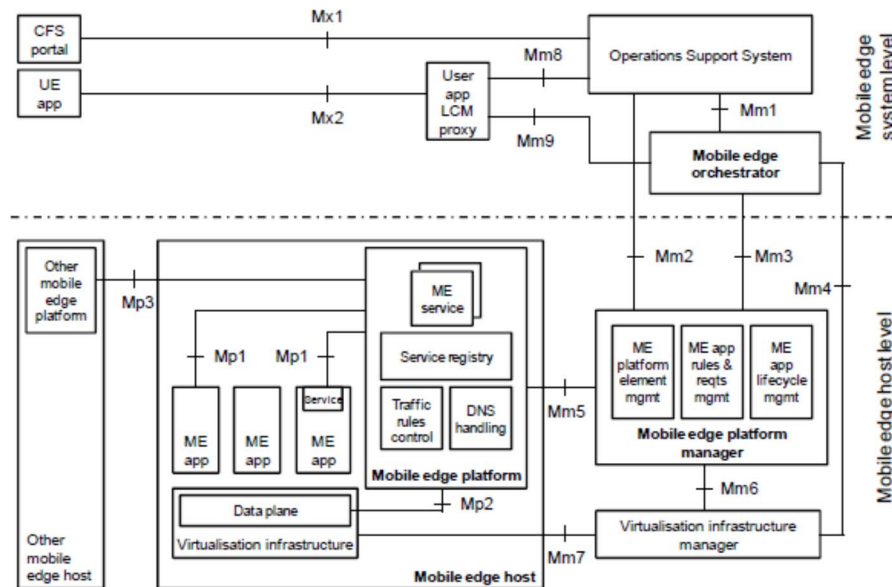 CFS
portal
Mx1
Operations Support System
UE
app
Mx2
User
app
LCM
proxy
Mm8
Mm9
Mm1
Mobile edge
orchestrator
Mobile edge
system level
Other
mobile
edge
platform
Mp3
ME
service
Service registry
Traffic
rules
control
DNS
handling
Mobile edge platform
Mp1
Mp1
ME
app
ME
app
Service
ME
app
Mp2
Data plane
Virtualisation infrastructure
Mobile edge host
Other
mobile
edge host
Mm2
Mm3
Mm4
Mm5
ME
platform
element
mgmt
ME app
rules &
reqts
mgmt
ME
app
lifecycle
mgmt
Mobile edge platform
manager
Mm6
Mm7
Virtualisation infrastructure
manager
Mobile edge host level